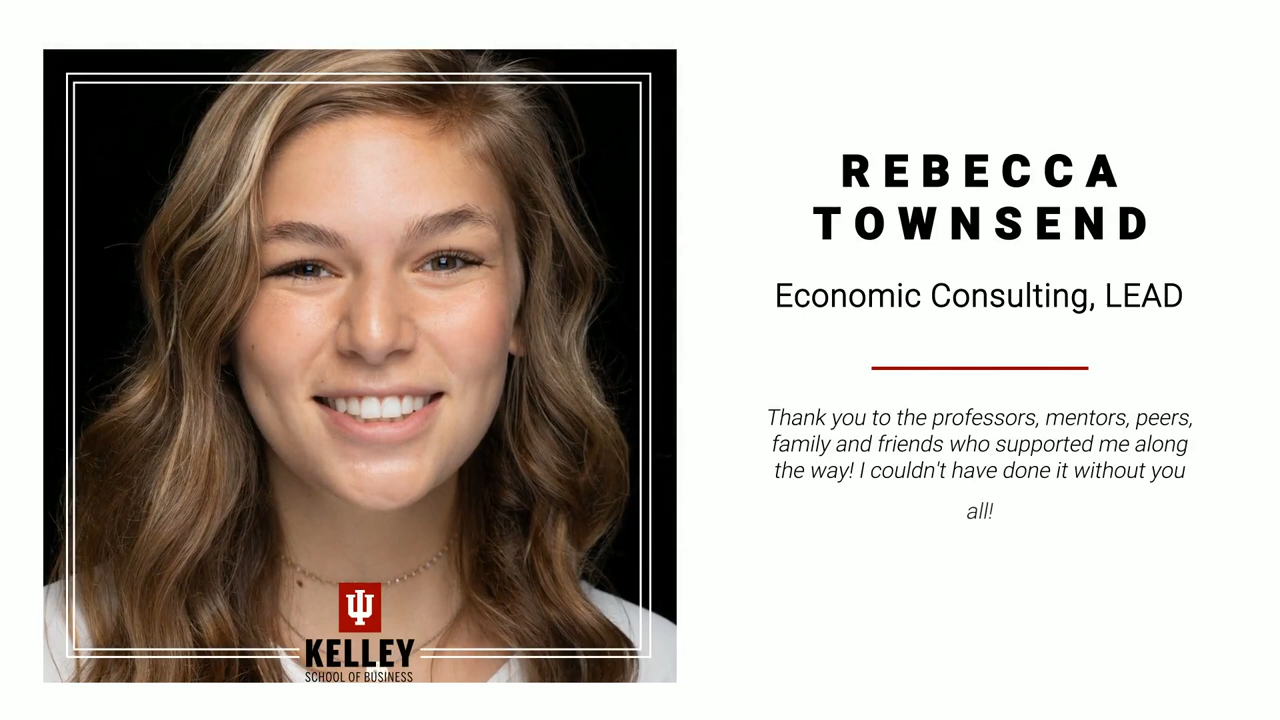 REBECCA
TOWNSEND
Economic Consulting, LEAD
Thank you to the professors, mentors, peers,
family and friends who supported me along
the way! I couldn't have done it without you
all!
KELLEY
SCHOOL OF BUSINESS